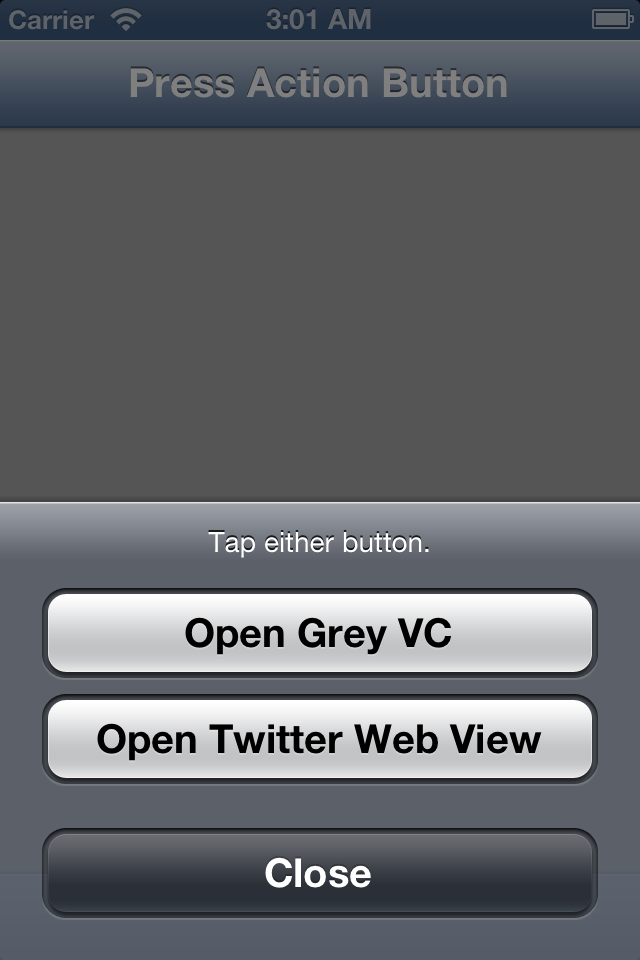 Carrier 3:01 AM
Press Action Button
Tap either button.
Open Grey VC
Open Twitter Web View
Close